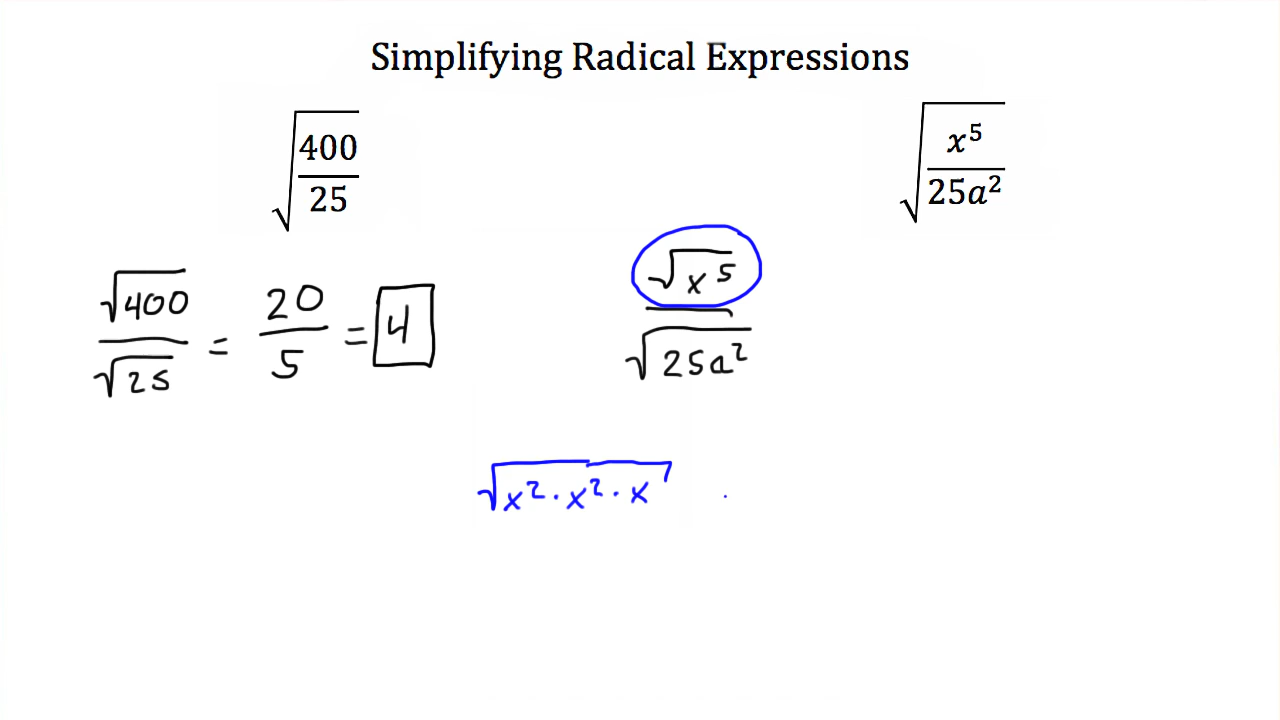 Simplifying Radical Expressions
√(400/25)
√(x⁵/(25a²))
√400/√25 = 20/5 = 4
√x⁵/√25a²
√x² · x² · x